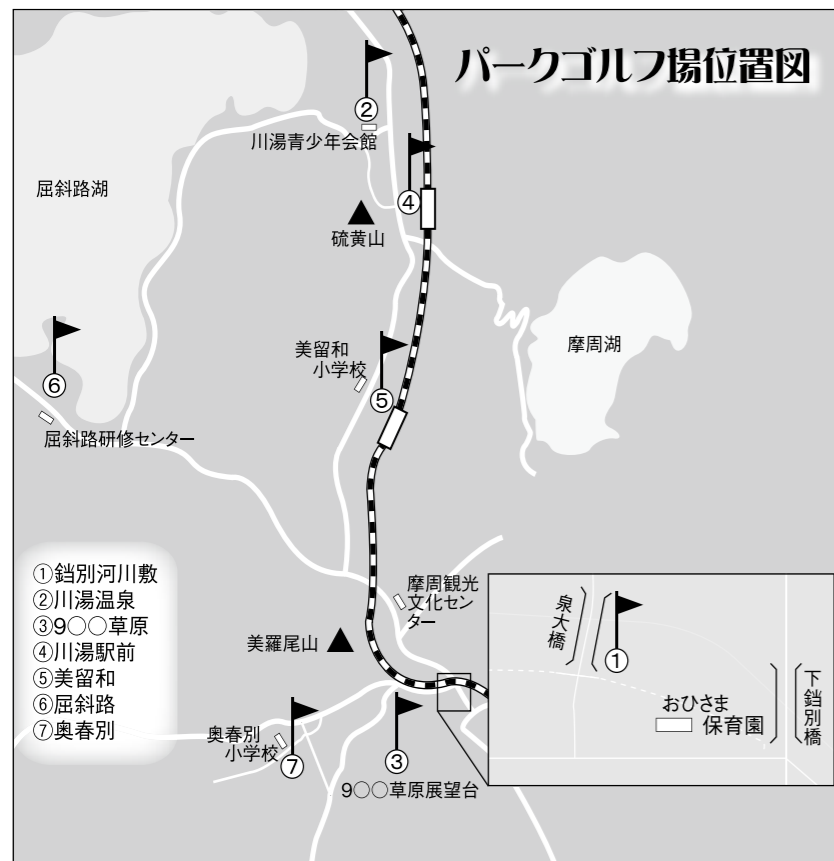 パークゴルフ場位置図
②
川湯青少年会館
④
屈斜路湖
硫黄山
美留和
小学校
摩周湖
⑥
⑤
屈斜路研修センター
①鐺別河川敷
②川湯温泉
③9○○草原
④川湯駅前
⑤美留和
⑥屈斜路
⑦奥春別
摩周観光
文化セン
ター
美羅尾山
奥春別
小学校
⑦
③
9○○草原展望台
泉大橋
①
おひさま
保育園
下鐺別橋